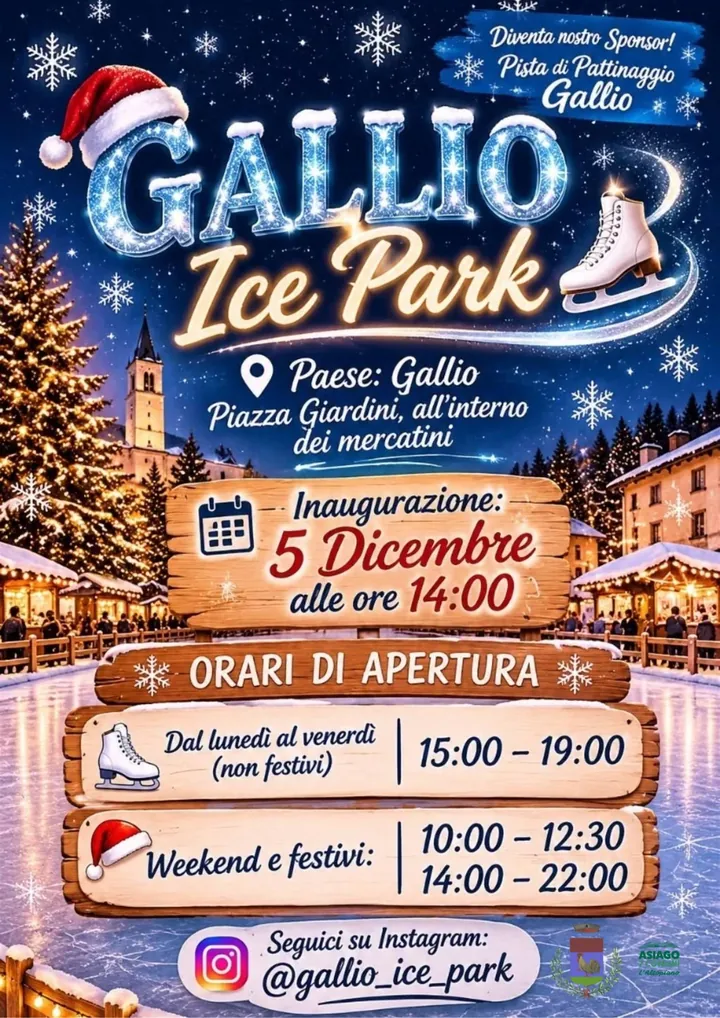 Diventa nostro Sponsor!
Pista di Pattinaggio
Gallio
GALLIO
Ice Park
Paese: Gallio
Piazza Giardini, all'interno
dei mercatini
Inaugurazione:
5 Dicembre
alle ore 14:00
ORARI DI APERTURA
Dal lunedì al venerdì
(non festivi)
15:00 – 19:00
Weekend e festivi:
10:00 – 12:30
14:00 – 22:00
Seguici su Instagram:
@gallio_ice_park
ASIAGO
L'Altopiano